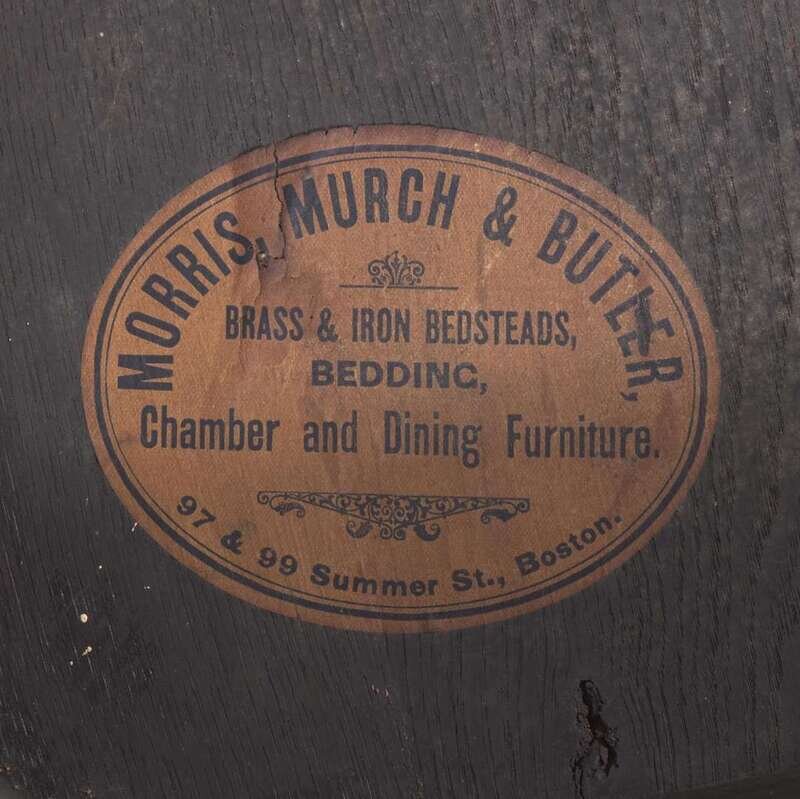 MORRIS, MURCH & BUTLER,
BRASS & IRON BEDSTEADS,
BEDDING,
Chamber and Dining Furniture.
97 & 99 Summer St., Boston.